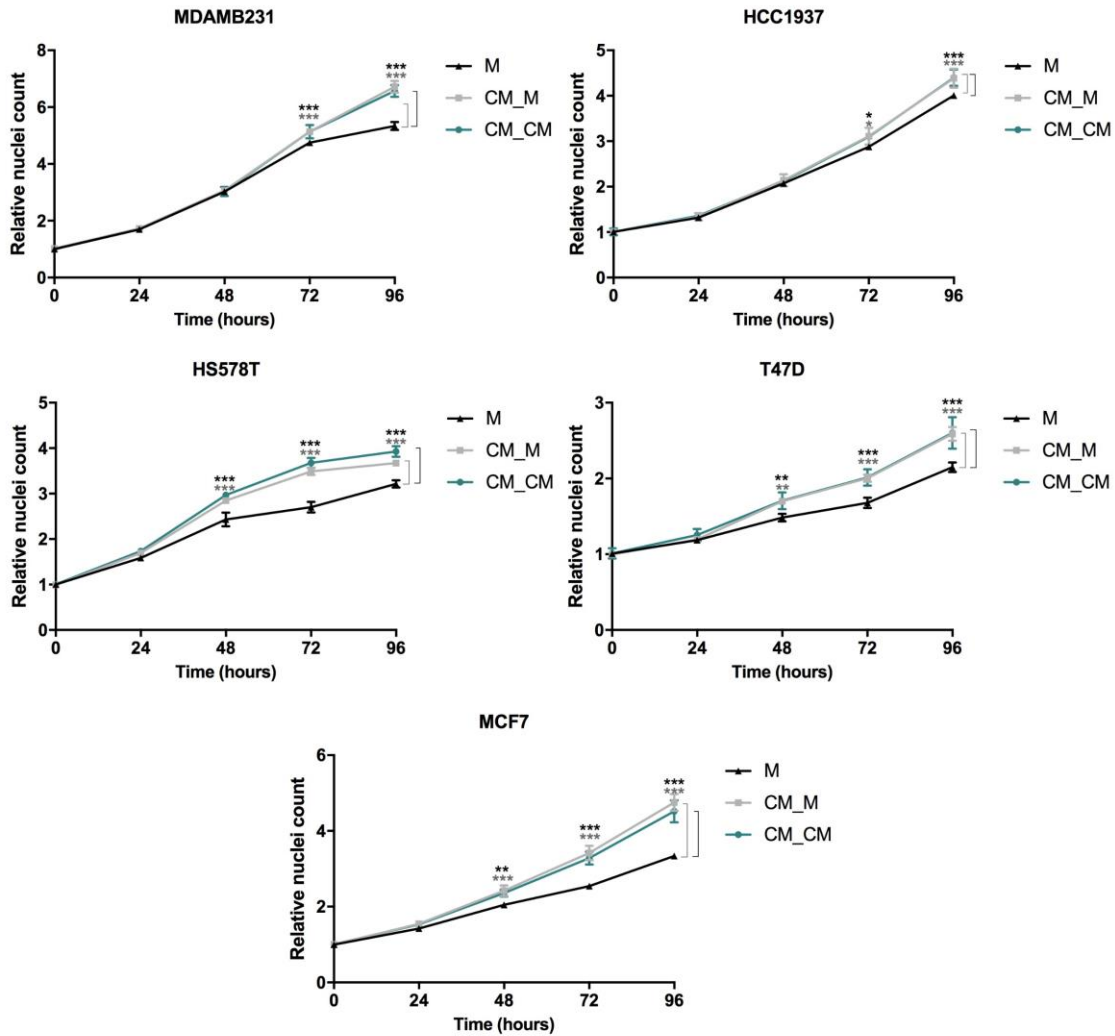 MDAMB231
Relative nuclei count
8
6
4
2
0
***
***
***
***
0 24 48 72 96
Time (hours)
M
CM_M
CM_CM
HCC1937
Relative nuclei count
5
4
3
2
1
0
*
*
***
***
0 24 48 72 96
Time (hours)
M
CM_M
CM_CM
HS578T
Relative nuclei count
5
4
3
2
1
0
***
***
***
***
***
***
0 24 48 72 96
Time (hours)
M
CM_M
CM_CM
T47D
Relative nuclei count
3
2
1
0
**
**
***
***
***
***
0 24 48 72 96
Time (hours)
M
CM_M
CM_CM
MCF7
Relative nuclei count
6
4
2
0
**
***
***
***
***
***
0 24 48 72 96
Time (hours)
M
CM_M
CM_CM